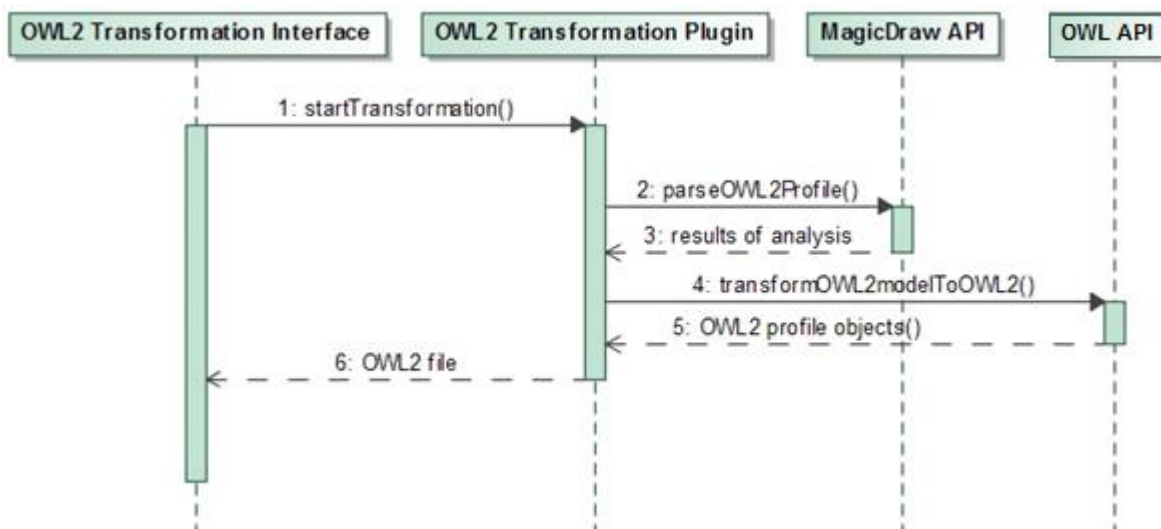 OWL2 Transformation Interface
OWL2 Transformation Plugin
MagicDraw API
OWL API
1: startTransformation()
2: parseOWL2Profile()
3: results of analysis
4: transformOWL2modelToOWL2()
5: OWL2 profile objects()
6: OWL2 file